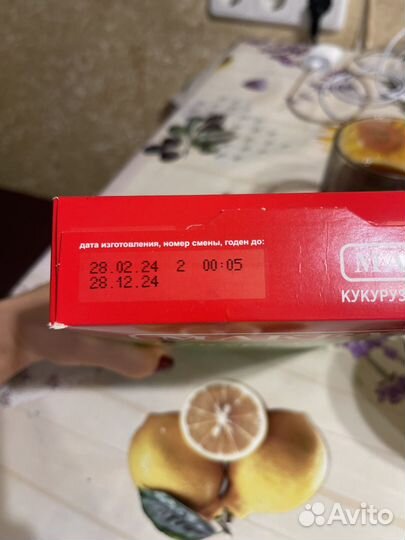 дата изготовления, номер смены, годен до:
28.02.24 2 00:05
28.12.24
КУКУРУЗ
Avito